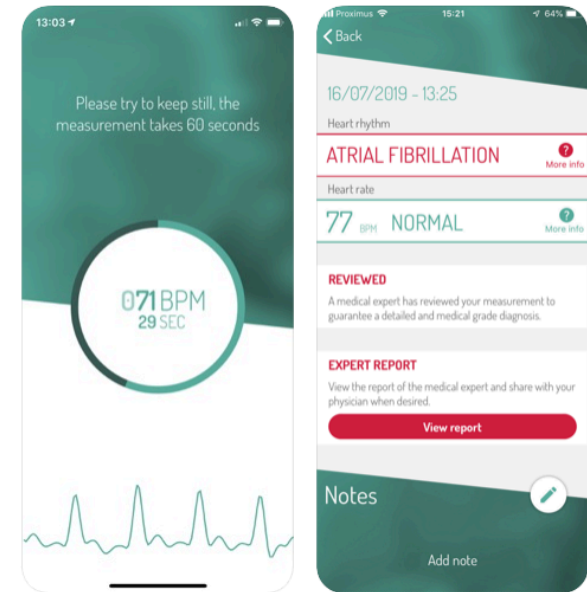 13:03
Please try to keep still, the
measurement takes 60 seconds
071 BPM
29 SEC
Proximus 15:21 64%
Back
16/07/2019 – 13:25
Heart rhythm
ATRIAL FIBRILLATION
?
More info
Heart rate
77 BPM NORMAL
?
More info
REVIEWED
A medical expert has reviewed your measurement to
guarantee a detailed and medical grade diagnosis.
EXPERT REPORT
View the report of the medical expert and share with your
physician when desired.
View report
Notes
Add note